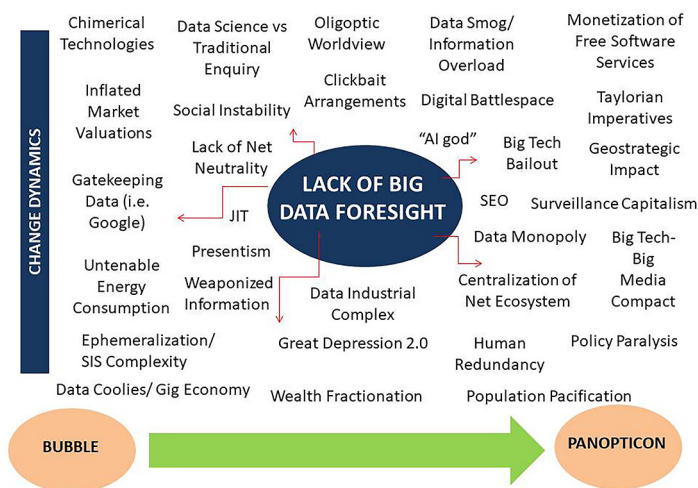 Chimerical
Technologies
Data Science vs
Traditional
Enquiry
Oligoptic
Worldview
Data Smog/
Information
Overload
Monetization
of Free Software
Services
Inflated
Market
Valuations
Social Instability
Clickbait
Arrangements
Digital Battlespace
Taylorian
Imperatives
Lack of Net
Neutrality
“AI god”
Big Tech
Bailout
Geostrategic
Impact
CHANGE DYNAMICS
LACK OF BIG
DATA FORESIGHT
Gatekeeping
Data (i.e.
Google)
JIT
SEO
Surveillance Capitalism
Presentism
Data Monopoly
Big Tech-
Big
Media
Compact
Untenable
Energy
Consumption
Weaponized
Information
Data Industrial
Complex
Centralization of
Net Ecosystem
Ephemeralization/
SIS Complexity
Great Depression 2.0
Human
Redundancy
Policy Paralysis
Data Coolies/ Gig Economy
Wealth Fractionation
Population Pacification
BUBBLE
PANOPTICON